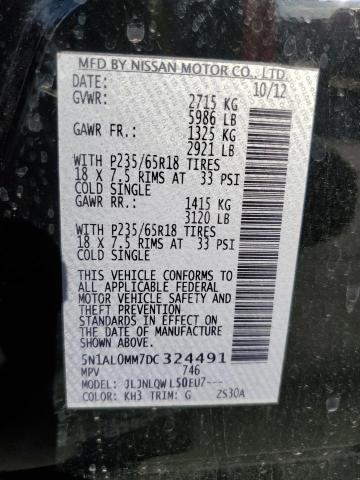 MFD BY NISSAN MOTOR CO., LTD.
DATE: 10/12
GVWR: 2715 KG
5986 LB
GAWR FR.: 1325 KG
2921 LB
WITH P235/65R18 TIRES
18 X 7.5 RIMS AT 33 PSI
COLD SINGLE
GAWR RR.: 1415 KG
3120 LB
WITH P235/65R18 TIRES
18 X 7.5 RIMS AT 33 PSI
COLD SINGLE
THIS VEHICLE CONFORMS TO
ALL APPLICABLE FEDERAL
MOTOR VEHICLE SAFETY
AND THEFT PREVENTION
STANDARDS IN EFFECT ON
THE DATE OF MANUFACTURE
SHOWN ABOVE.
5N1AL0MM7DC324491
MPV 746
MODEL: JLJNLQWL50EU7---
COLOR: KH3 TRIM: G ZS30A